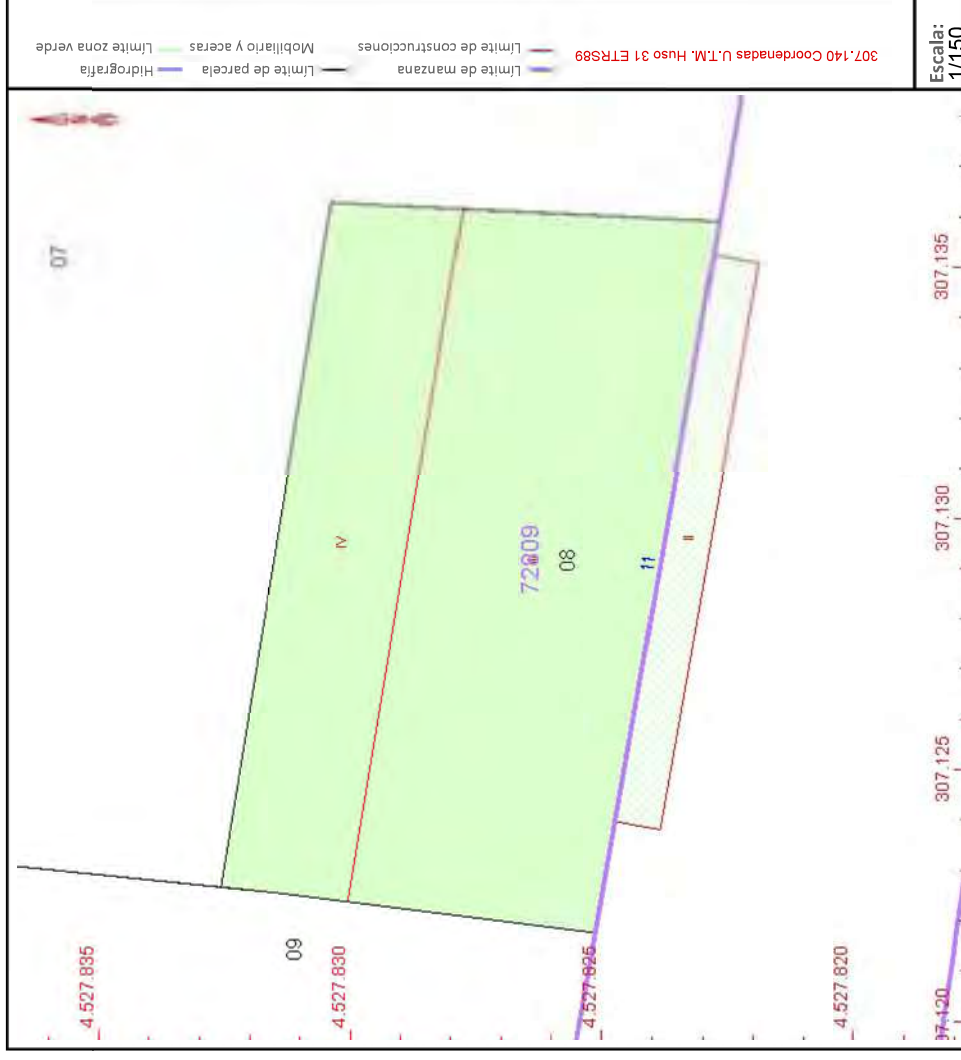 307.140 Coordenadas U.T.M. Huso 31 ETRS89
Límite de manzana
Límite de construcciones
Límite de parcela
Mobiliario y aceras
Hidrografía
Límite zona verde
Escala:
1/150
07
IV
08
11
II
09
4.527.835
4.527.830
4.527.825
4.527.820
307.125
307.130
307.135